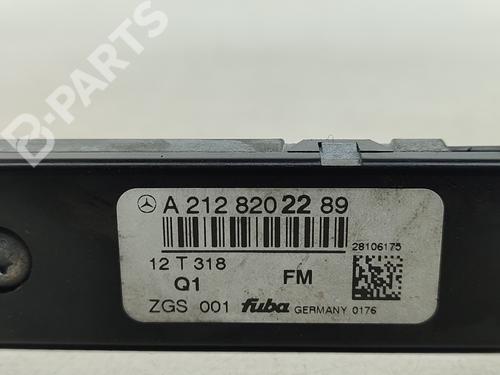 B-PARTS
A 212 820 22 89
28106175
12 T 318
Q1
FM
ZGS 001 fuba GERMANY 0176